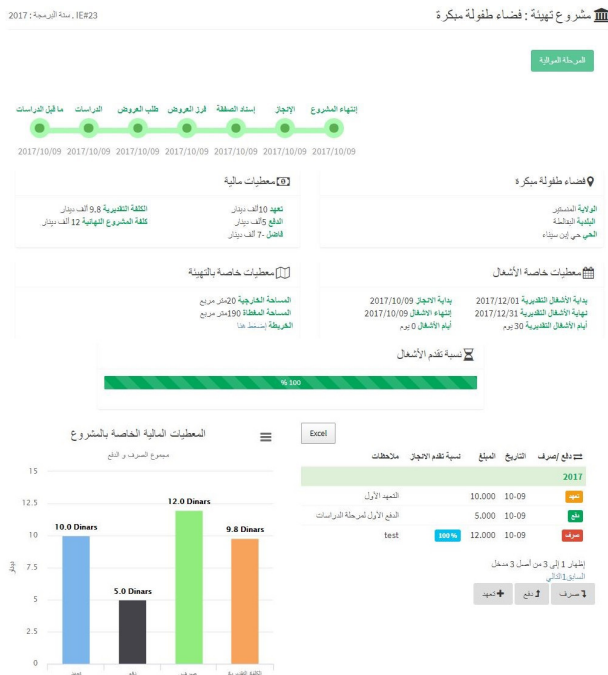 مشروع تهيئة : فضاء طفولة مبكرة
IE#23 , سنة البرمجة : 2017
المرحلة الموالية
إنتهاء المشروع الإنجاز إسناد الصفقة فرز العروض طلب العروض الدراسات ما قبل الدراسات
2017/10/09 2017/10/09 2017/10/09 2017/10/09 2017/10/09 2017/10/09 2017/10/09
فضاء طفولة مبكرة
الولاية المنستير
البلدية البقالطة
الحي حي إبن سيناء
معطيات مالية
تعهد 10ألف دينار
الدفع 5ألف دينار
فاضل -7 ألف دينار
الكلفة التقديرية 9.8 ألف دينار
كلفة المشروع النهائية 12 ألف دينار
معطيات خاصة الأشغال
بداية الأشغال التقديرية 2017/12/01
نهاية الأشغال التقديرية 2017/12/31
أيام الأشغال التقديرية 30 يوم
بداية الانجاز 2017/10/09
إنتهاء الاشغال 2017/10/09
أيام الأشغال 0 يوم
معطيات خاصة بالتهيئة
المساحة الخارجية 20متر مربع
المساحة المغطاة 190متر مربع
الخريطة إضغط هنا
نسبة تقدم الأشغال
100 %
Excel
دفع /صرف التاريخ المبلغ نسبة تقدم الانجاز ملاحظات
2017
تعهد 10-09 10.000 التعهد الأول
دفع 10-09 5.000 الدفع الأول لمرحلة الدراسات
صرف 10-09 12.000 100 % test
إظهار 1 إلى 3 من أصل 3 مدخل
السابق1التالي
صرف دفع تعهد
المعطيات المالية الخاصة بالمشروع
مجموع الصرف و الدفع
15
12.5
10
7.5
5
2.5
0
دينار
10.0 Dinars
5.0 Dinars
12.0 Dinars
9.8 Dinars
تعهد دفع صرف الكلفة التقديرية